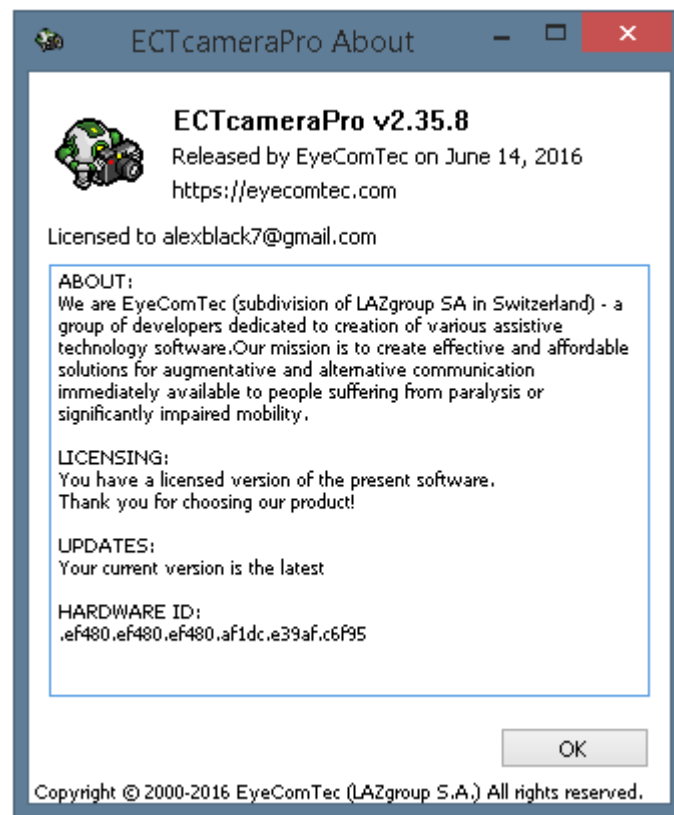 ECTcameraPro About
ECTcameraPro v2.35.8
Released by EyeComTec on June 14, 2016
https://eyecomtec.com
Licensed to alexblack7@gmail.com
ABOUT:
We are EyeComTec (subdivision of LAZgroup SA in Switzerland) - a
group of developers dedicated to creation of various assistive
technology software.Our mission is to create effective and affordable
solutions for augmentative and alternative communication
immediately available to people suffering from paralysis or
significantly impaired mobility.
LICENSING:
You have a licensed version of the present software.
Thank you for choosing our product!
UPDATES:
Your current version is the latest
HARDWARE ID:
.ef480.ef480.ef480.af1dc.e39af.c6f95
OK
Copyright © 2000-2016 EyeComTec (LAZgroup S.A.) All rights reserved.